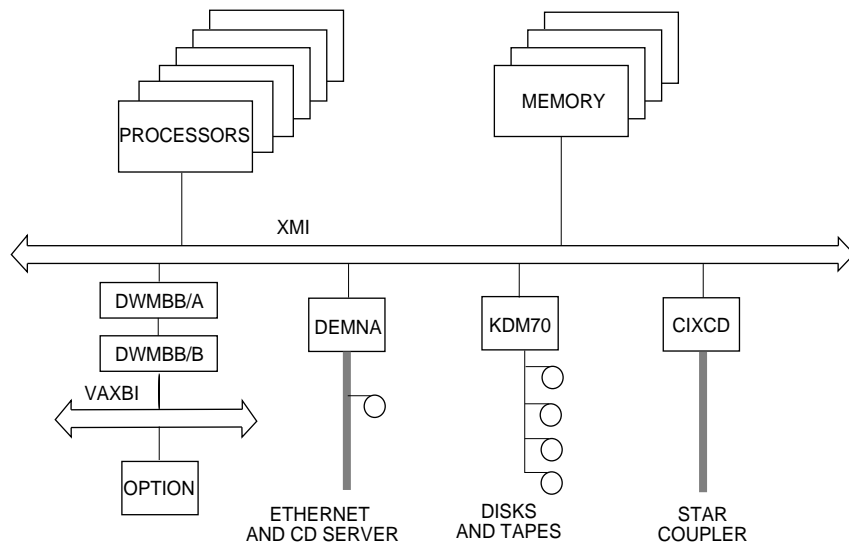 PROCESSORS
MEMORY
XMI
DWMBB/A
DWMBB/B
DEMNA
KDM70
CIXCD
VAXBI
OPTION
ETHERNET
AND CD SERVER
DISKS
AND TAPES
STAR
COUPLER